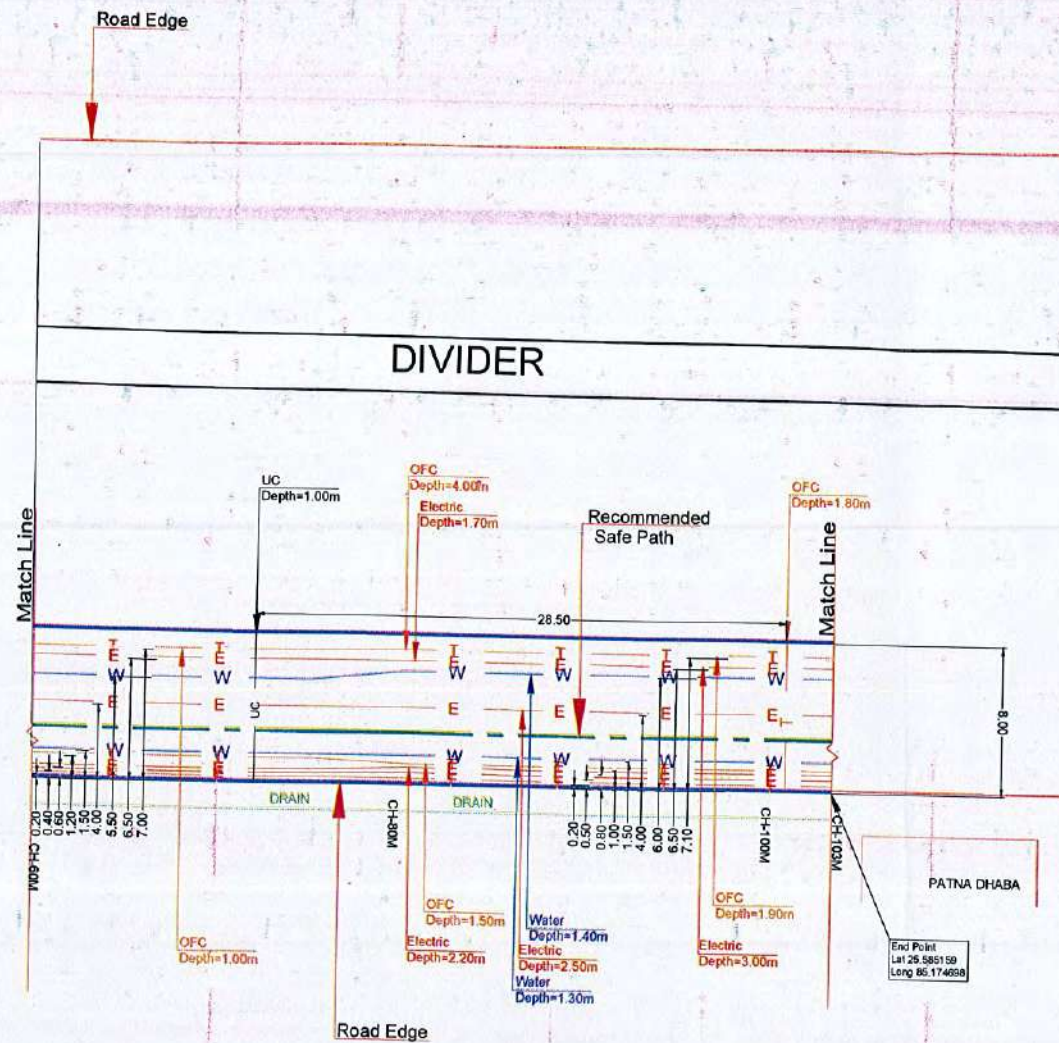 Road Edge
DIVIDER
OFC
Depth=4.00m
UC
Depth=1.00m
Electric
Depth=1.70m
OFC
Depth=1.80m
Recommended
Safe Path
Match Line
Match Line
28.50
T T T T T T
E E E E E E
W W W W W W
E E E E E E
T
UC
8.00
W W W W W W
E E E E E E
DRAIN
DRAIN
0.20
0.40
0.60
1.20
1.50
4.00
5.50
6.50
7.00
0.20
0.50
0.80
1.00
1.50
4.00
6.00
6.50
7.10
CH-60M
CH-80M
CH-100M
CH-103M
PATNA DHABA
OFC
Depth=1.00m
OFC
Depth=1.50m
Electric
Depth=2.20m
Water
Depth=1.40m
Electric
Depth=2.50m
Water
Depth=1.30m
OFC
Depth=1.90m
Electric
Depth=3.00m
End Point
Lat 25.585159
Long 85.174698
Road Edge